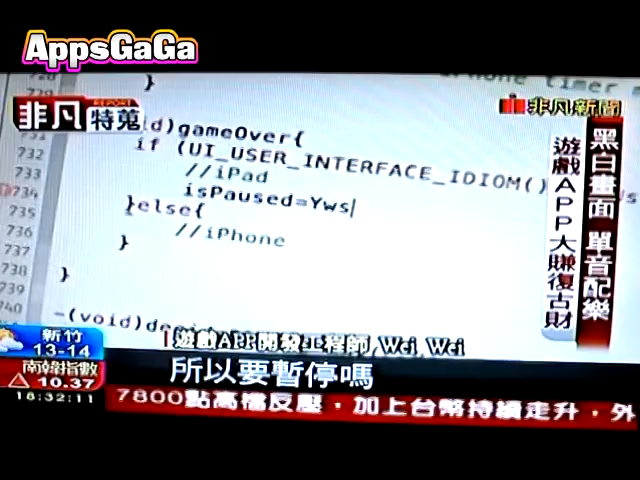 AppsGaGa
}
非凡 REPORT 特蒐
非凡新聞
732
733
734
735
736
737
738
739
740
id)gameOver{
if (UI_USER_INTERFACE_IDIOM()
//iPad
isPaused=Yws
}else{
//iPhone
}
}
-(void)de
黑白畫面 單音配樂
遊戲APP大賺復古財
遊戲APP開發工程師 Wei Wei
所以要暫停嗎
新竹
13-14
南韓指數
△ 10.37
18:32:11
7800點高檔反壓，加上台幣持續走升，外